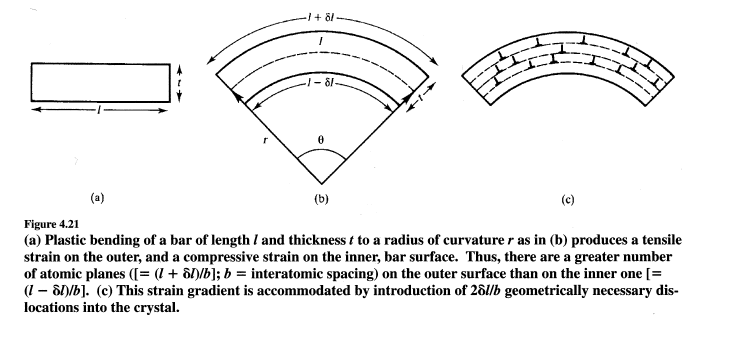 l + δl
l
l – δl
t
l
t
r
θ
(a)
(b)
(c)
Figure 4.21
(a) Plastic bending of a bar of length l and thickness t to a radius of curvature r as in (b) produces a tensile
strain on the outer, and a compressive strain on the inner, bar surface. Thus, there are a greater number
of atomic planes ([= (l + δl)/b]; b = interatomic spacing) on the outer surface than on the inner one [=
(l – δl)/b]. (c) This strain gradient is accommodated by introduction of 2δl/b geometrically necessary dis-
locations into the crystal.